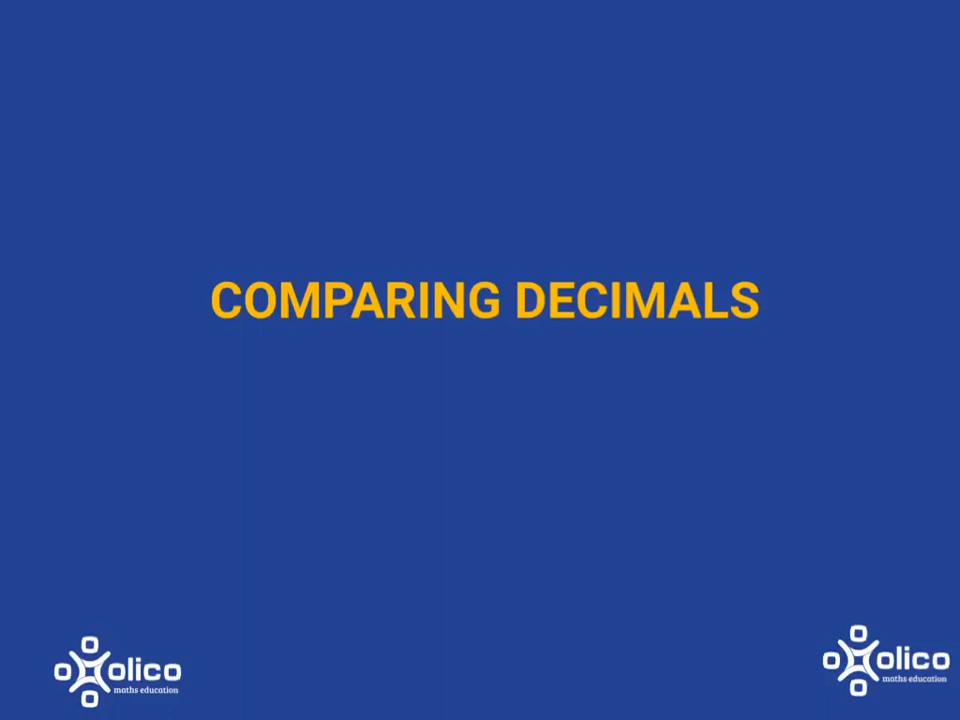 COMPARING DECIMALS
olico
maths education
olico
maths education